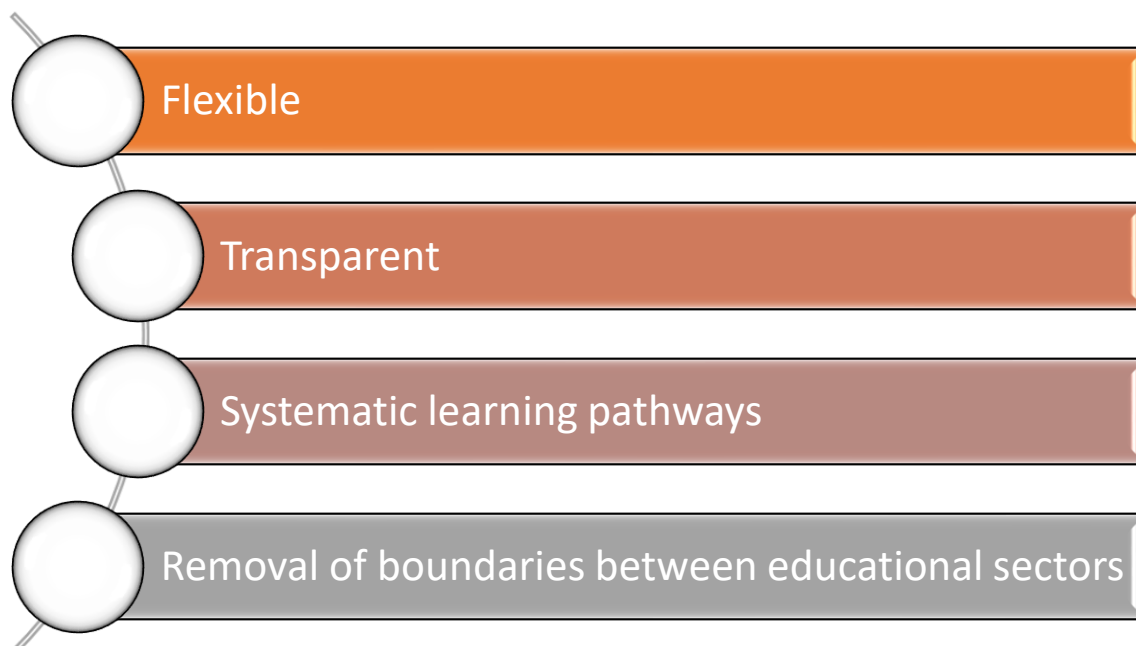 Flexible
Transparent
Systematic learning pathways
Removal of boundaries between educational sectors